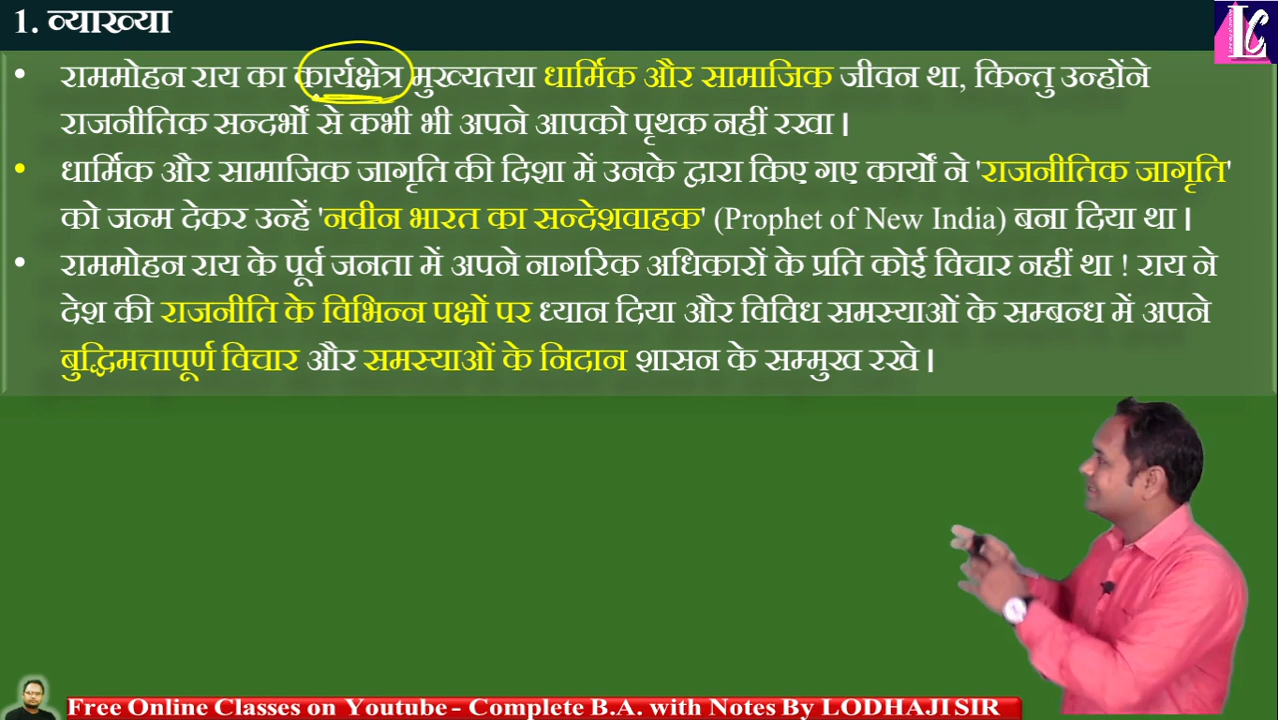 1. व्याख्या
LC
• राममोहन राय का कार्यक्षेत्र मुख्यतया धार्मिक और सामाजिक जीवन था, किन्तु उन्होंने
राजनीतिक सन्दर्भों से कभी भी अपने आपको पृथक नहीं रखा।
• धार्मिक और सामाजिक जागृति की दिशा में उनके द्वारा किए गए कार्यों ने 'राजनीतिक जागृति'
को जन्म देकर उन्हें 'नवीन भारत का सन्देशवाहक' (Prophet of New India) बना दिया था।
• राममोहन राय के पूर्व जनता में अपने नागरिक अधिकारों के प्रति कोई विचार नहीं था ! राय ने
देश की राजनीति के विभिन्न पक्षों पर ध्यान दिया और विविध समस्याओं के सम्बन्ध में अपने
बुद्धिमत्तापूर्ण विचार और समस्याओं के निदान शासन के सम्मुख रखे।
Free Online Classes on Youtube - Complete B.A. with Notes By LODHAJI SIR